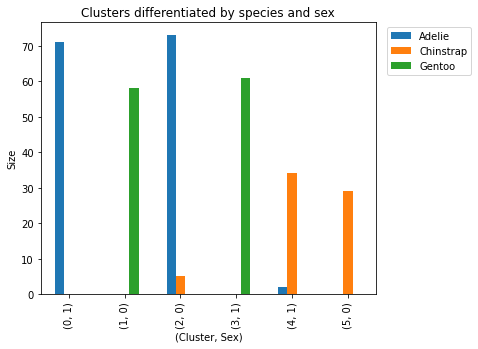 Clusters differentiated by species and sex
Adelie
Chinstrap
Gentoo
Size
70
60
50
40
30
20
10
0
(0, 1)
(1, 0)
(2, 0)
(3, 1)
(4, 1)
(5, 0)
(Cluster, Sex)